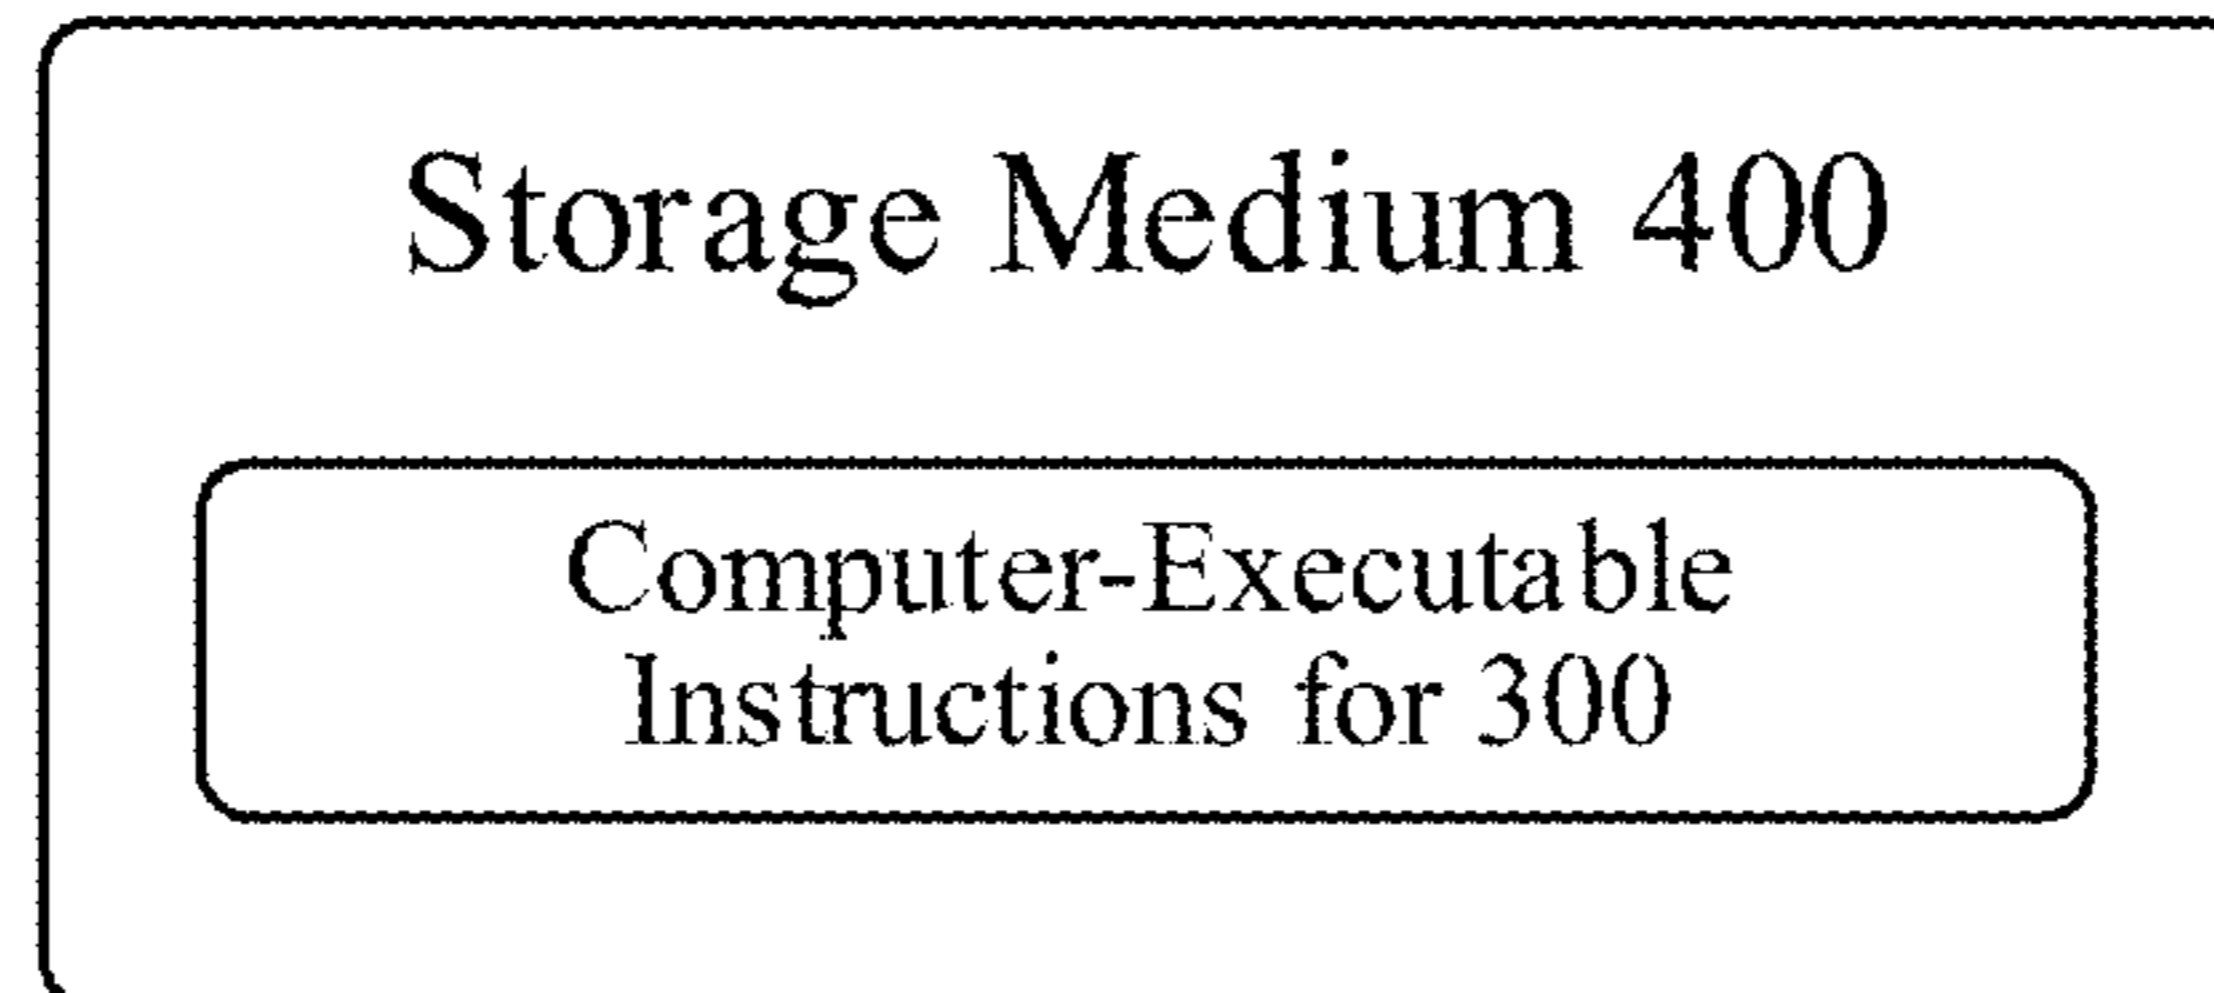 Storage Medium 400
Computer-Executable
Instructions for 300